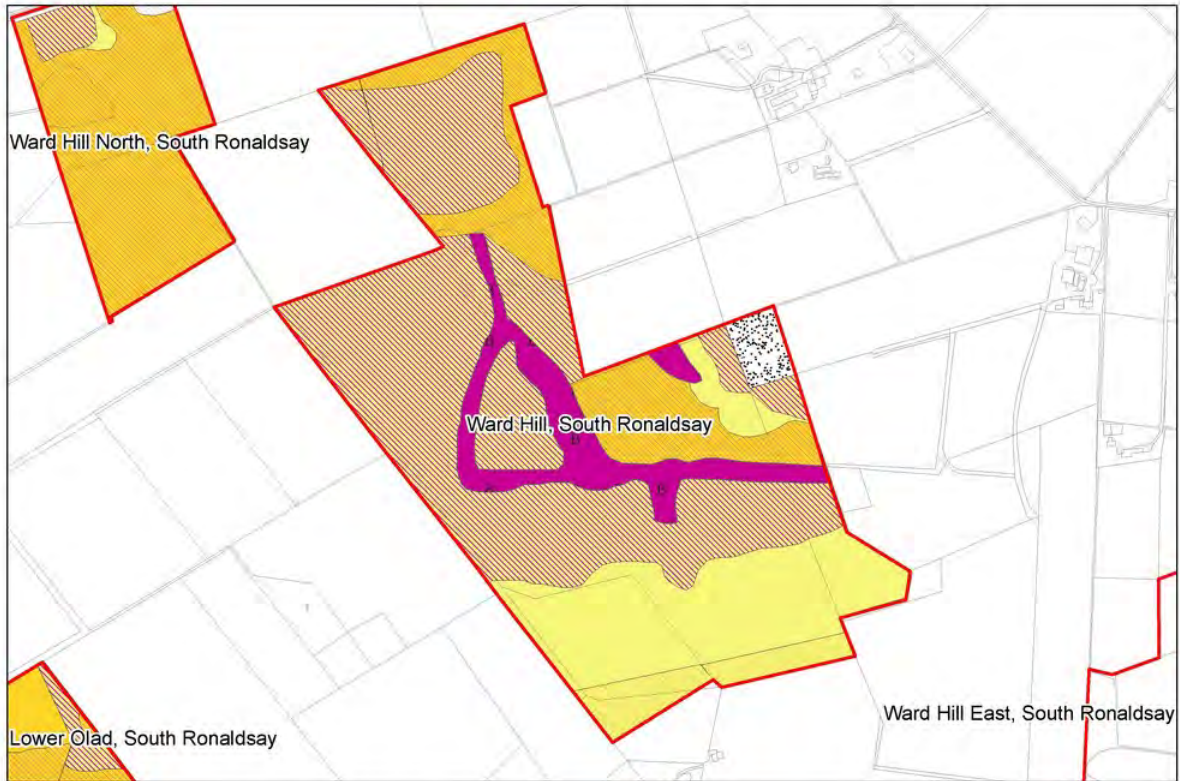 Ward Hill North, South Ronaldsay
Ward Hill, South Ronaldsay
B
B
Ward Hill East, South Ronaldsay
Lower Olad, South Ronaldsay